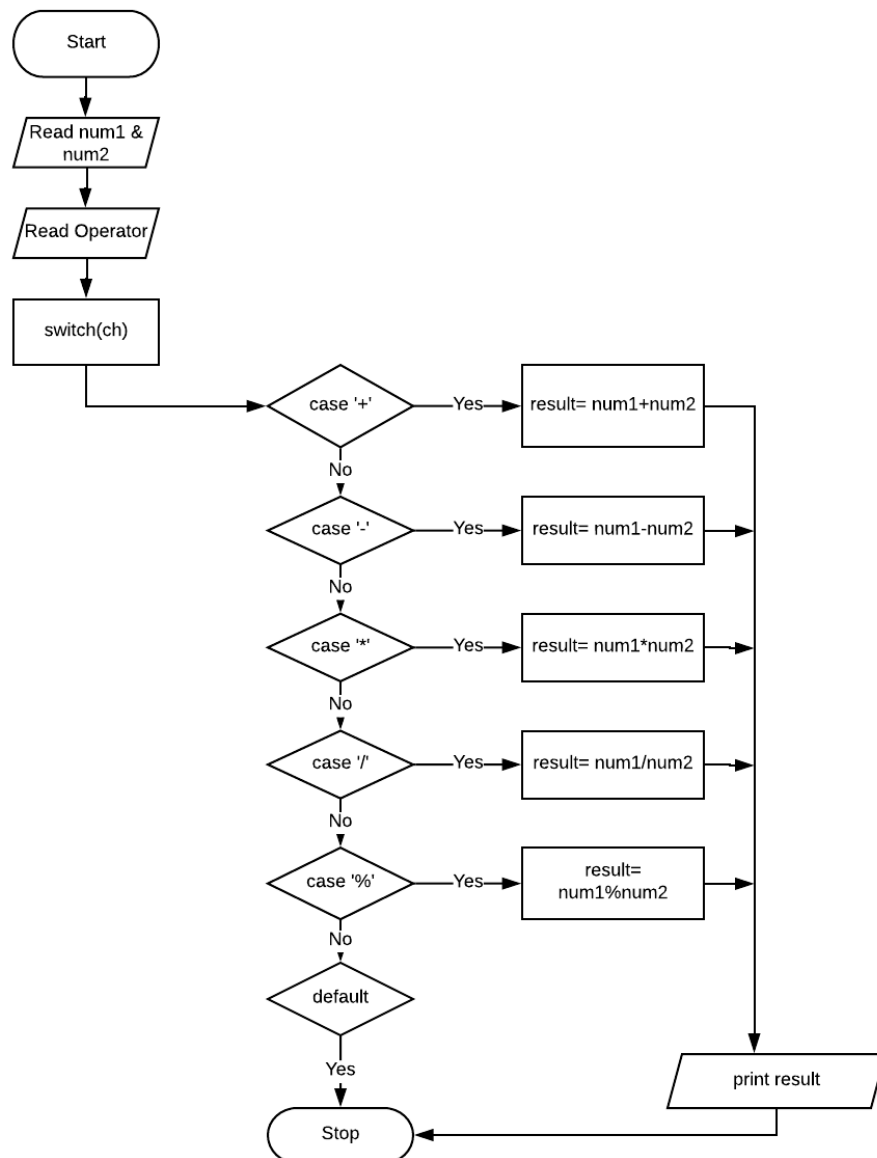 Start
Read num1 &
num2
Read Operator
switch(ch)
case '+'
Yes
result= num1+num2
No
case '-'
Yes
result= num1-num2
No
case '*'
Yes
result= num1*num2
No
case '/'
Yes
result= num1/num2
No
case '%'
Yes
result=
num1%num2
No
default
Yes
print result
Stop